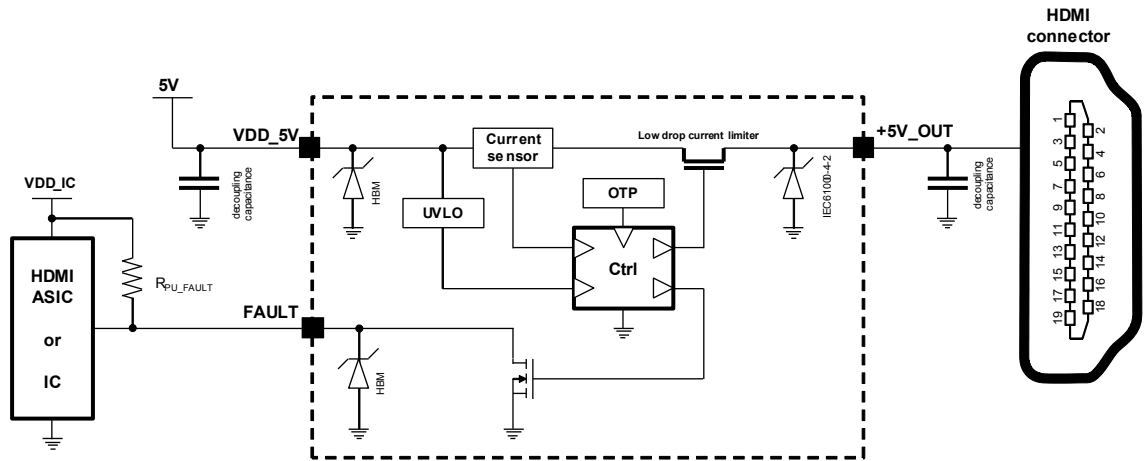 HDMI
connector
5V
VDD_5V
Current
sensor
Low drop current limiter
+5V_OUT
decoupling
capacitance
HBM
UVLO
OTP
IEC61000-4-2
decoupling
capacitance
VDD_IC
Ctrl
HDMI
ASIC
or
IC
RPU_FAULT
FAULT
HBM
1
2
3
4
5
6
7
8
9
10
11
12
13
14
15
16
17
18
19